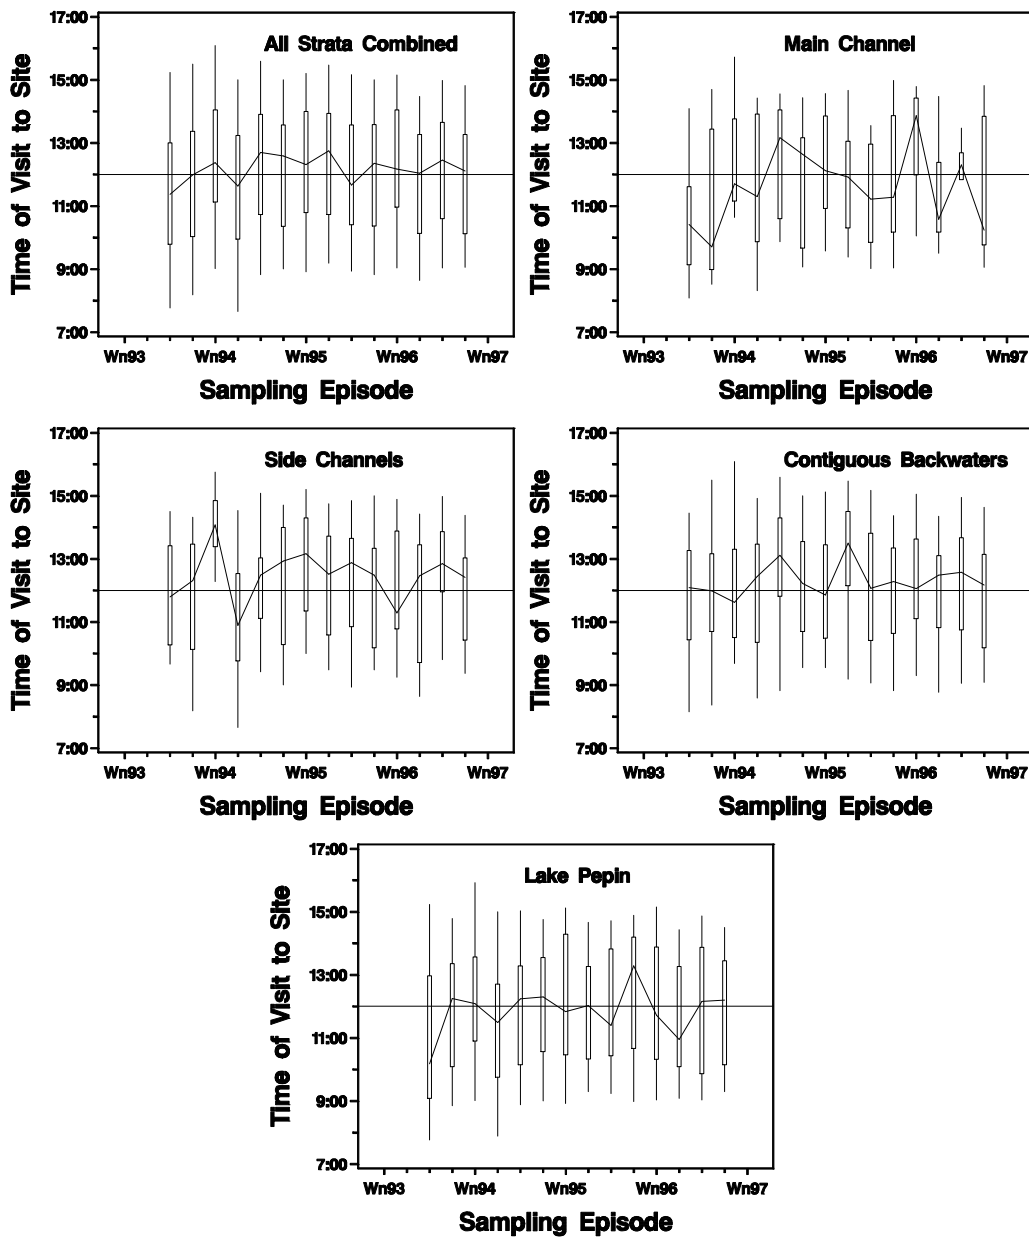 All Strata Combined
Time of Visit to Site
17:00
15:00
13:00
11:00
9:00
7:00
Wn93 Wn94 Wn95 Wn96 Wn97
Sampling Episode
Main Channel
Time of Visit to Site
17:00
15:00
13:00
11:00
9:00
7:00
Wn93 Wn94 Wn95 Wn96 Wn97
Sampling Episode
Side Channels
Time of Visit to Site
17:00
15:00
13:00
11:00
9:00
7:00
Wn93 Wn94 Wn95 Wn96 Wn97
Sampling Episode
Contiguous Backwaters
Time of Visit to Site
17:00
15:00
13:00
11:00
9:00
7:00
Wn93 Wn94 Wn95 Wn96 Wn97
Sampling Episode
Lake Pepin
Time of Visit to Site
17:00
15:00
13:00
11:00
9:00
7:00
Wn93 Wn94 Wn95 Wn96 Wn97
Sampling Episode